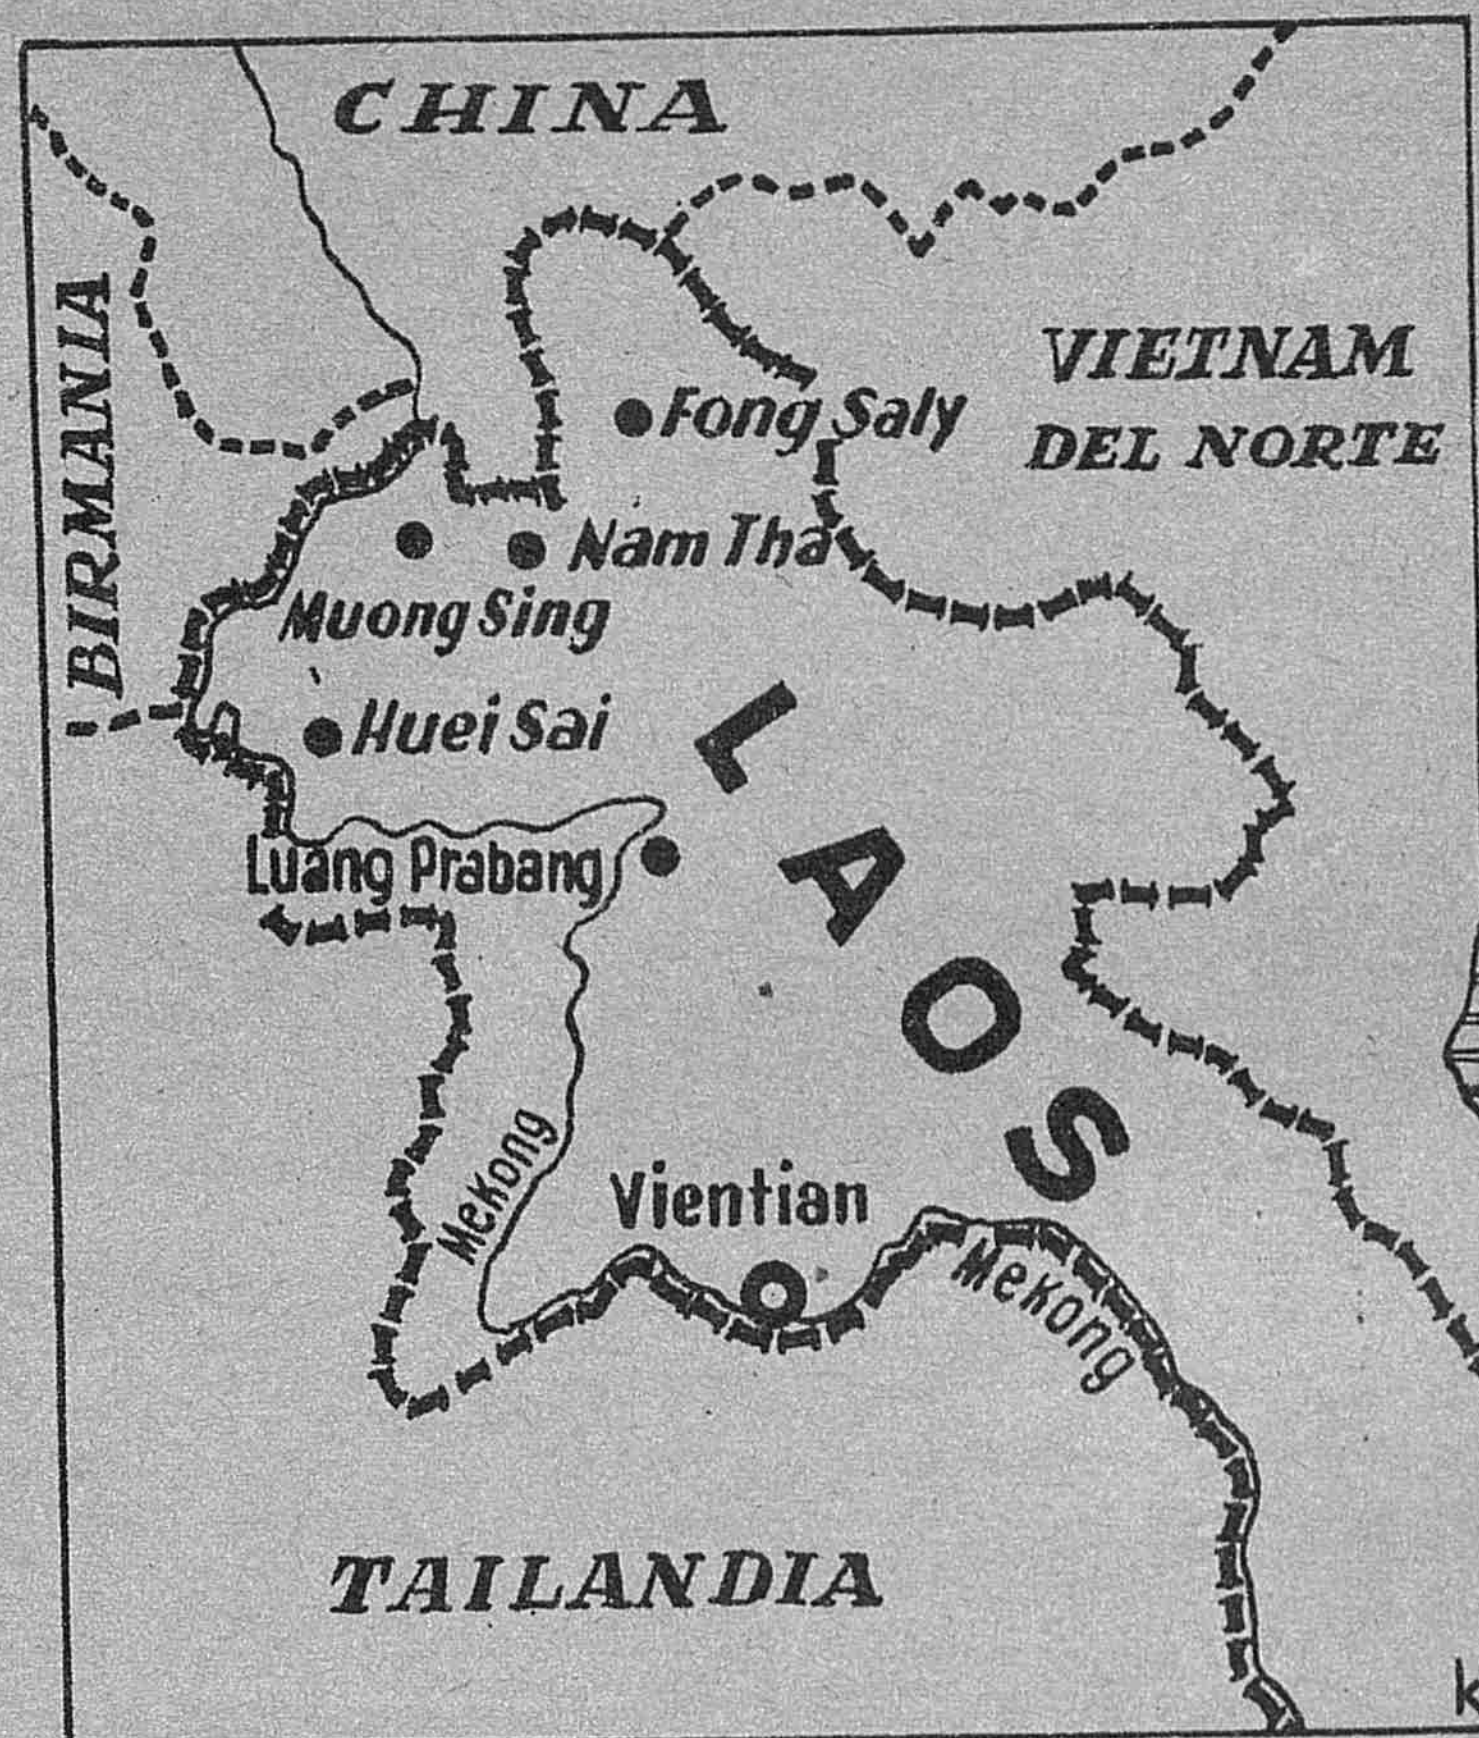 CHINA
BIRMANIA
VIETNAM
DEL NORTE
Fong Saly
Nam Tha
Muong Sing
Huei Sai
LAOS
Luang Prabang
Mekong
Vientian
Mekong
TAILANDIA